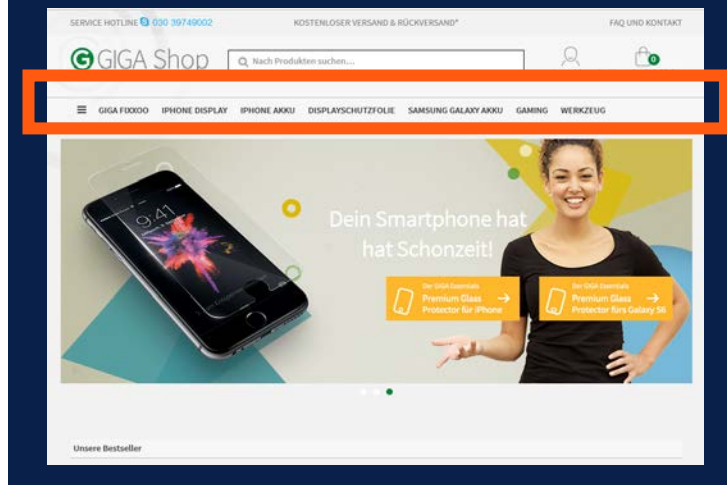 SERVICE HOTLINE 030 39749002
KOSTENLOSER VERSAND & RÜCKVERSAND*
FAQ UND KONTAKT
G GIGA Shop
Nach Produkten suchen...
0
GIGA FIXXOO IPHONE DISPLAY IPHONE AKKU DISPLAYSCHUTZFOLIE SAMSUNG GALAXY AKKU GAMING WERKZEUG
9:41
Dein Smartphone hat
hat Schonzeit!
Der GIGA Essentials
Premium Glass
Protector für iPhone
Der GIGA Essentials
Premium Glass
Protector fürs Galaxy S6
Unsere Bestseller